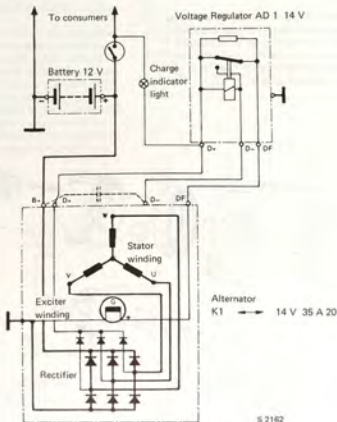 To consumers
Voltage Regulator AD 1 14 V
Battery 12 V
- +
Charge
indicator
light
D+ D- DF
B+ D+ D- DF
W
Stator
winding
V U
Exciter
winding
G
Alternator
K1 ↔ 14 V 35 A 20
Rectifier
S 2162